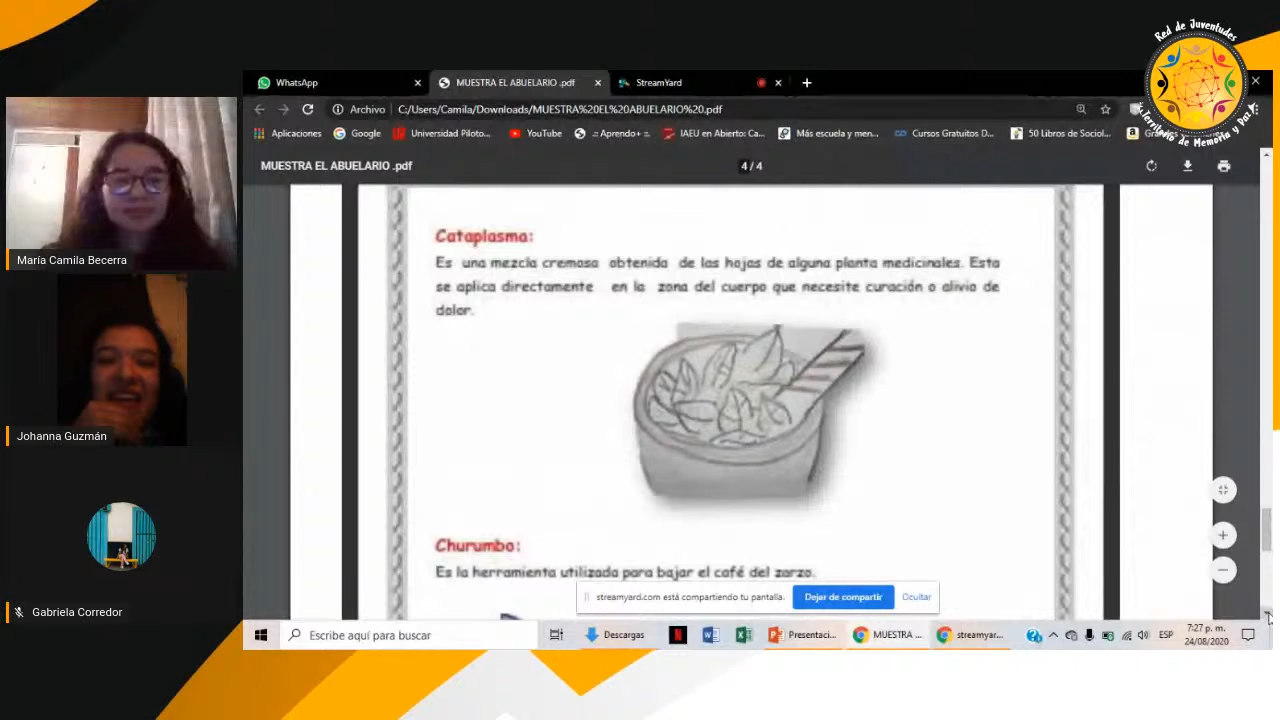 Red de Juventudes
Territorio de Memoria y Paz
WhatsApp
MUESTRA EL ABUELARIO .pdf
StreamYard
Archivo
C:/Users/Camila/Downloads/MUESTRA%20EL%20ABUELARIO%20.pdf
Aplicaciones
Google
Universidad Piloto...
YouTube
.:: Aprendo+ ::.
IAEU en Abierto: Ca...
Más escuela y men...
Cursos Gratuitos D...
50 Libros de Sociol...
MUESTRA EL ABUELARIO .pdf
4 / 4
María Camila Becerra
Johanna Guzmán
Gabriela Corredor
Cataplasma:
Es una mezcla cremosa obtenida de las hojas de alguna planta medicinales. Esta
se aplica directamente en la zona del cuerpo que necesite curación o alivio de
dolor.
Churumbo:
Es la herramienta utilizada para bajar el café del zarzo.
streamyard.com está compartiendo tu pantalla.
Dejar de compartir
Ocultar
Escribe aquí para buscar
Descargas
Presentaci...
MUESTRA ...
streamyar...
ESP
7:27 p. m.
24/08/2020